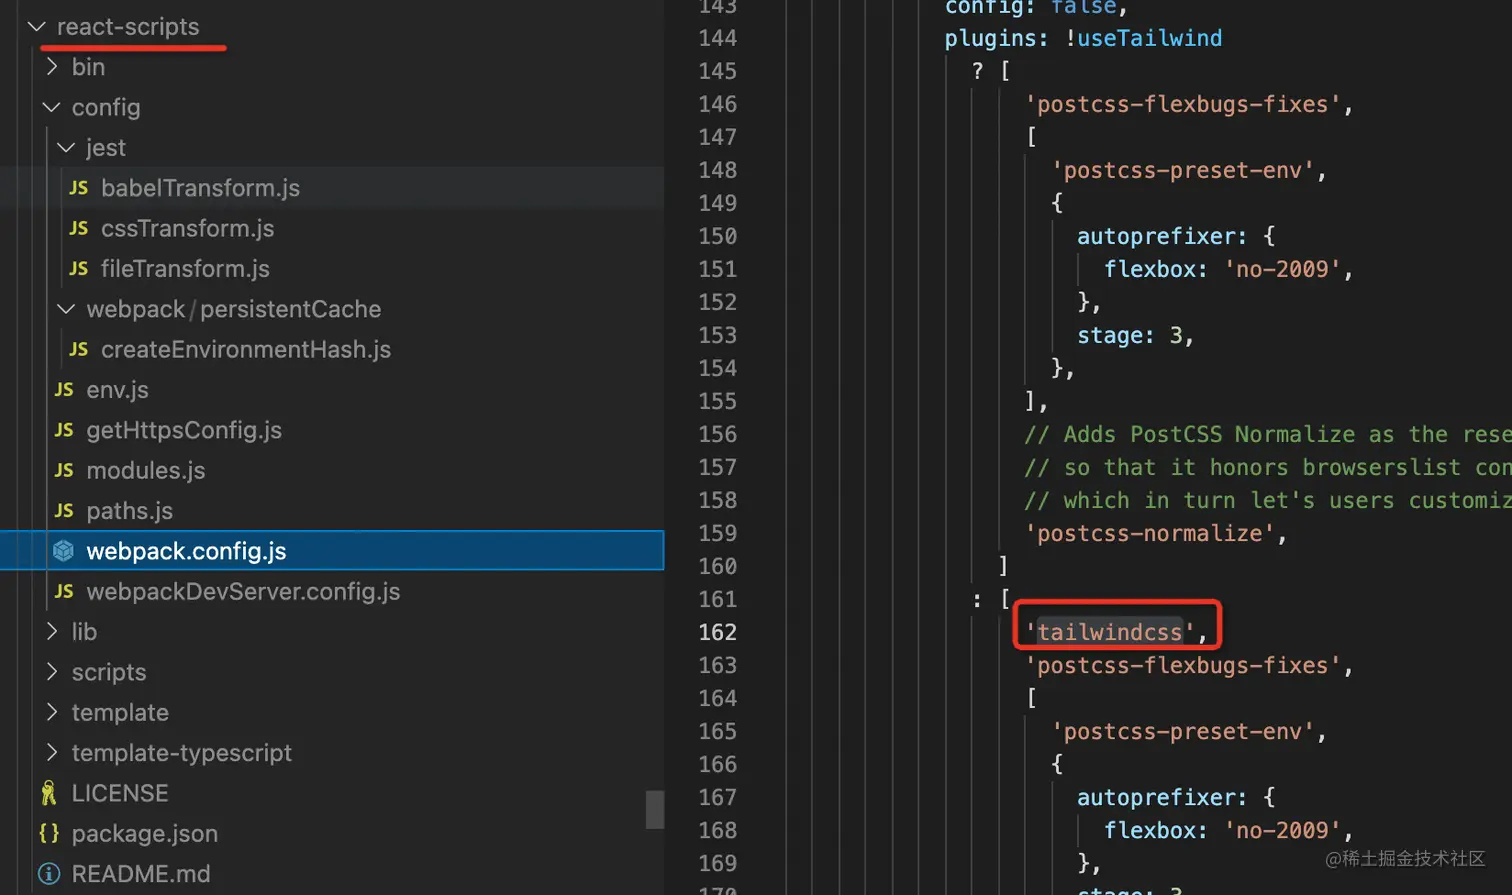 react-scripts
bin
config
jest
JS babelTransform.js
JS cssTransform.js
JS fileTransform.js
webpack/persistentCache
JS createEnvironmentHash.js
JS env.js
JS getHttpsConfig.js
JS modules.js
JS paths.js
webpack.config.js
JS webpackDevServer.config.js
lib
scripts
template
template-typescript
LICENSE
{} package.json
README.md
143 config: false,
144 plugins: !useTailwind
145 ? [
146 'postcss-flexbugs-fixes',
147 [
148 'postcss-preset-env',
149 {
150 autoprefixer: {
151 flexbox: 'no-2009',
152 },
153 stage: 3,
154 },
155 ],
156 // Adds PostCSS Normalize as the rese
157 // so that it honors browserslist con
158 // which in turn let's users customiz
159 'postcss-normalize',
160 ]
161 : [
162 'tailwindcss',
163 'postcss-flexbugs-fixes',
164 [
165 'postcss-preset-env',
166 {
167 autoprefixer: {
168 flexbox: 'no-2009',
169 },
170 stage: 3
@稀土掘金技术社区